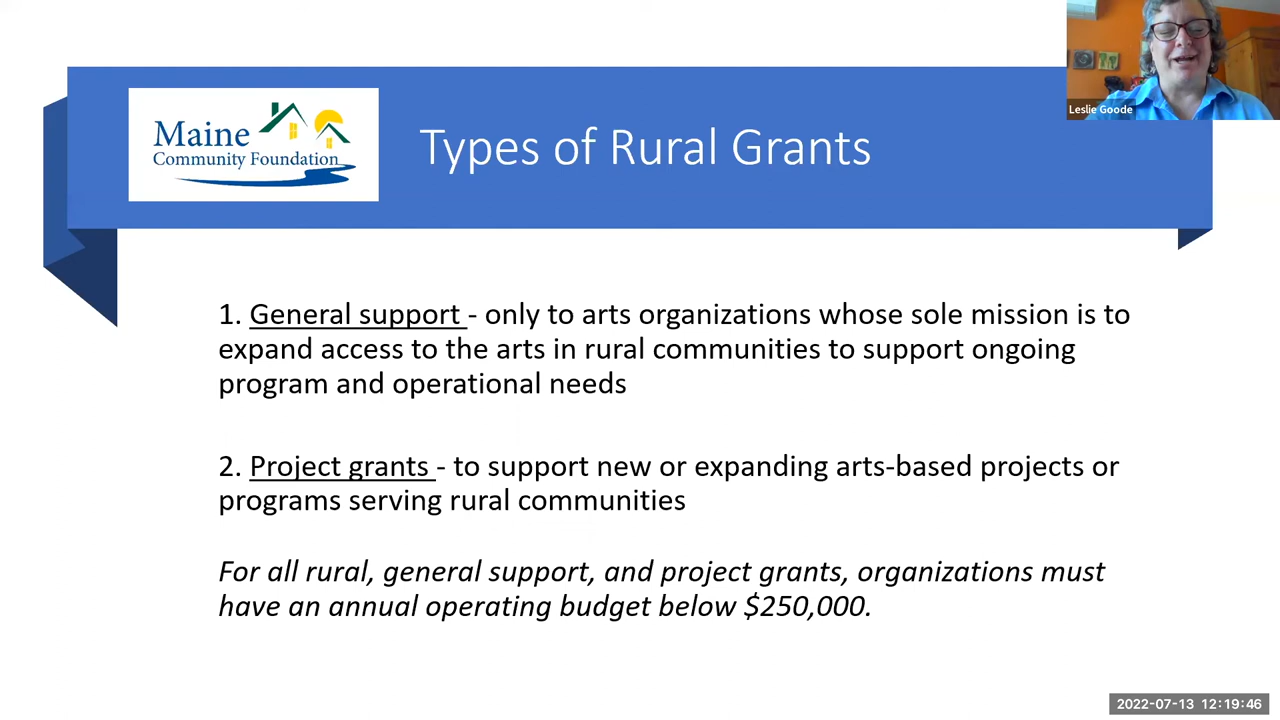 Leslie Goode
Maine
Community Foundation
Types of Rural Grants
1. General support - only to arts organizations whose sole mission is to
expand access to the arts in rural communities to support ongoing
program and operational needs
2. Project grants - to support new or expanding arts-based projects or
programs serving rural communities
For all rural, general support, and project grants, organizations must
have an annual operating budget below $250,000.
2022-07-13 12:19:46